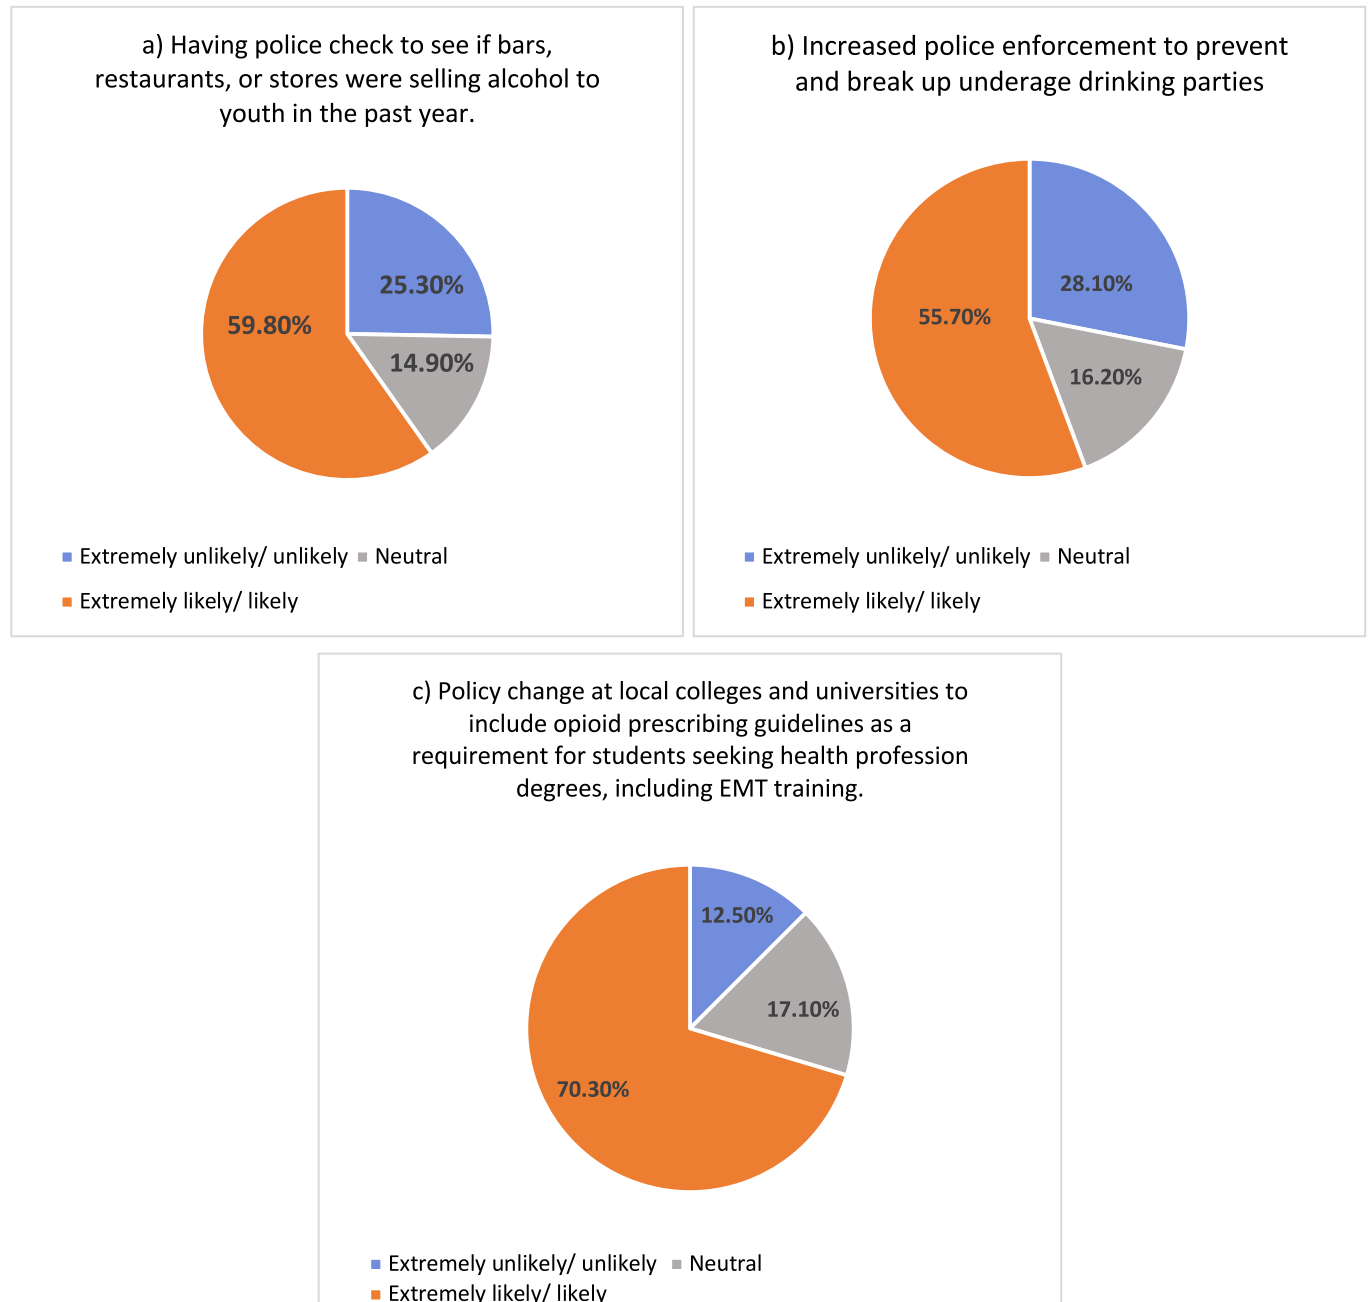 a) Having police check to see if bars,
restaurants, or stores were selling alcohol to
youth in the past year.
25.30%
59.80%
14.90%
Extremely unlikely/ unlikely Neutral
Extremely likely/ likely
b) Increased police enforcement to prevent
and break up underage drinking parties
28.10%
55.70%
16.20%
Extremely unlikely/ unlikely Neutral
Extremely likely/ likely
c) Policy change at local colleges and universities to
include opioid prescribing guidelines as a
requirement for students seeking health profession
degrees, including EMT training.
12.50%
17.10%
70.30%
Extremely unlikely/ unlikely Neutral
Extremely likely/ likely